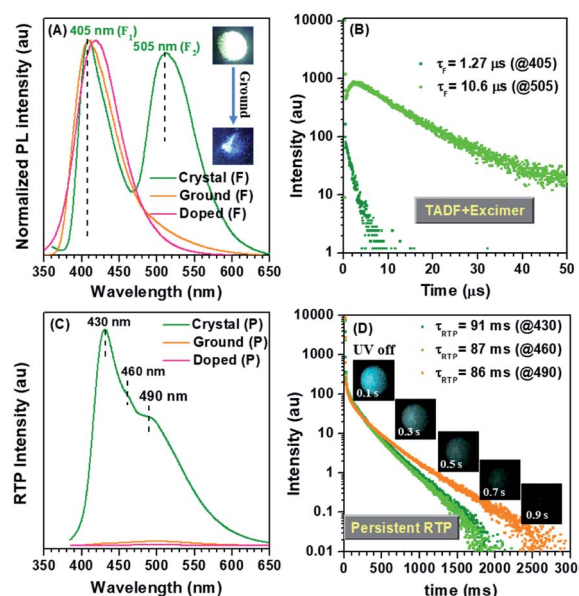 (A)
405 nm (F1)
505 nm (F2)
Ground
Crystal (F)
Ground (F)
Doped (F)
Normalized PL intensity (au)
350 400 450 500 550 600 650
Wavelength (nm)
(B)
τF = 1.27 μs (@405)
τF = 10.6 μs (@505)
TADF+Excimer
Intensity (au)
10000
1000
100
10
1
0 10 20 30 40 50
Time (μs)
(C)
430 nm
460 nm
490 nm
Crystal (P)
Ground (P)
Doped (P)
RTP Intensity (au)
350 400 450 500 550 600 650
Wavelength (nm)
(D)
τRTP = 91 ms (@430)
τRTP = 87 ms (@460)
τRTP = 86 ms (@490)
UV off
0.1 s
0.3 s
0.5 s
0.7 s
0.9 s
Persistent RTP
Intensity (au)
10000
1000
100
10
1
0.1
0.01
0 500 1000 1500 2000 2500 3000
time (ms)